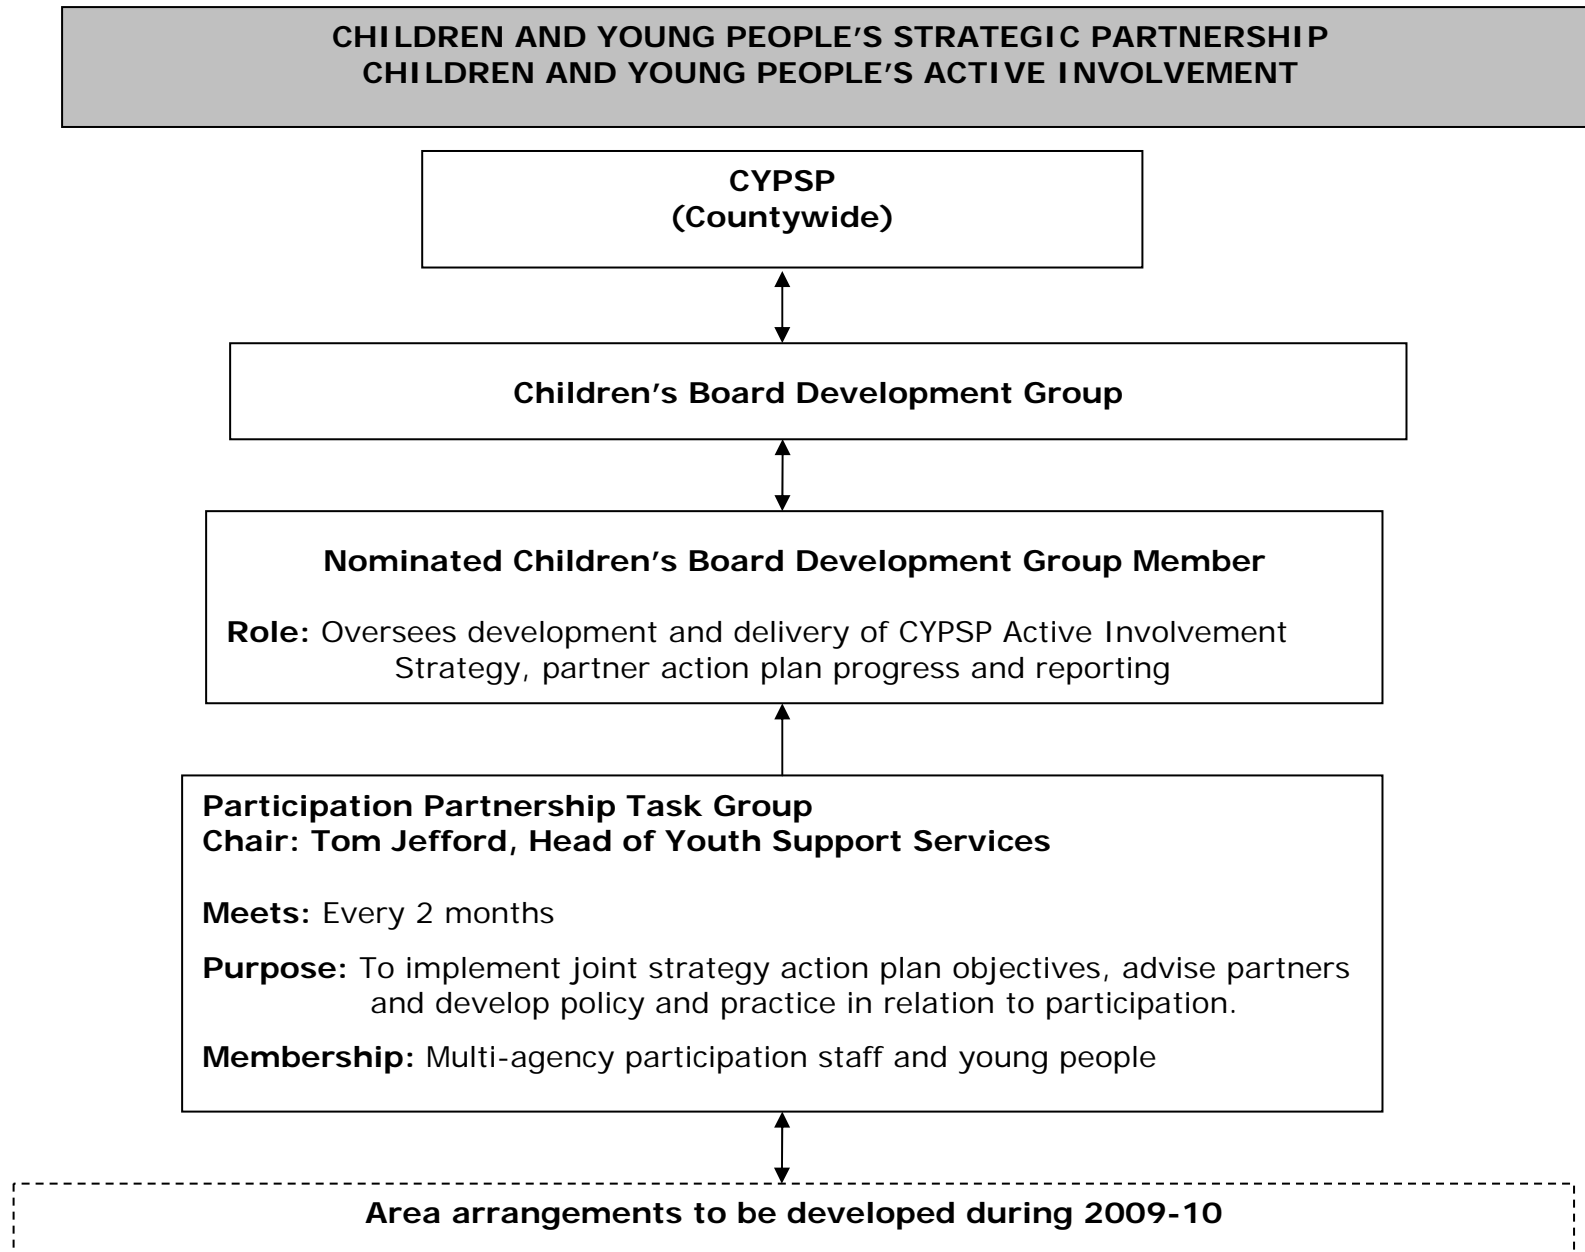 CHILDREN AND YOUNG PEOPLE’S STRATEGIC PARTNERSHIP
CHILDREN AND YOUNG PEOPLE’S ACTIVE INVOLVEMENT
CYPSP
(Countywide)
Children’s Board Development Group
Nominated Children’s Board Development Group Member
Role: Oversees development and delivery of CYPSP Active Involvement
Strategy, partner action plan progress and reporting
Participation Partnership Task Group
Chair: Tom Jefford, Head of Youth Support Services
Meets: Every 2 months
Purpose: To implement joint strategy action plan objectives, advise partners
and develop policy and practice in relation to participation.
Membership: Multi-agency participation staff and young people
Area arrangements to be developed during 2009-10